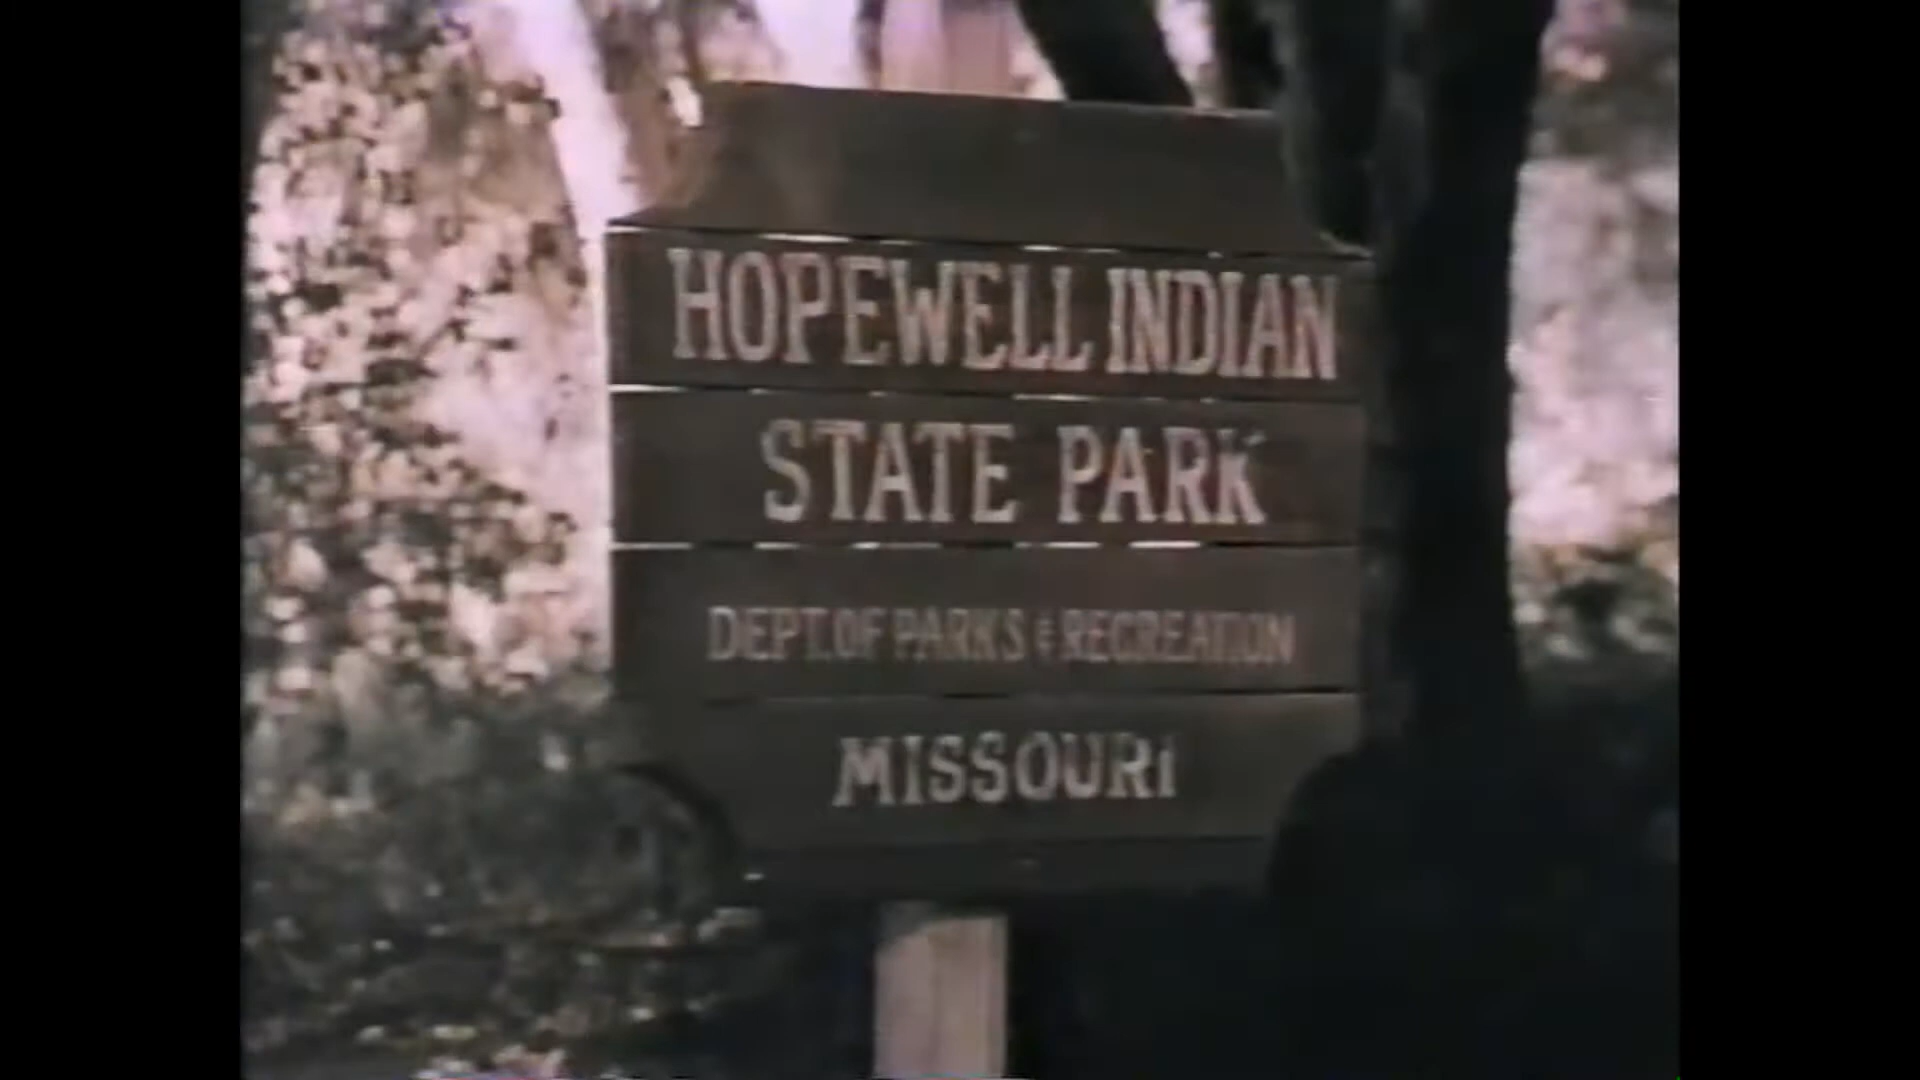 HOPEWELL INDIAN
STATE PARK
DEPT. OF PARKS & RECREATION
MISSOURI